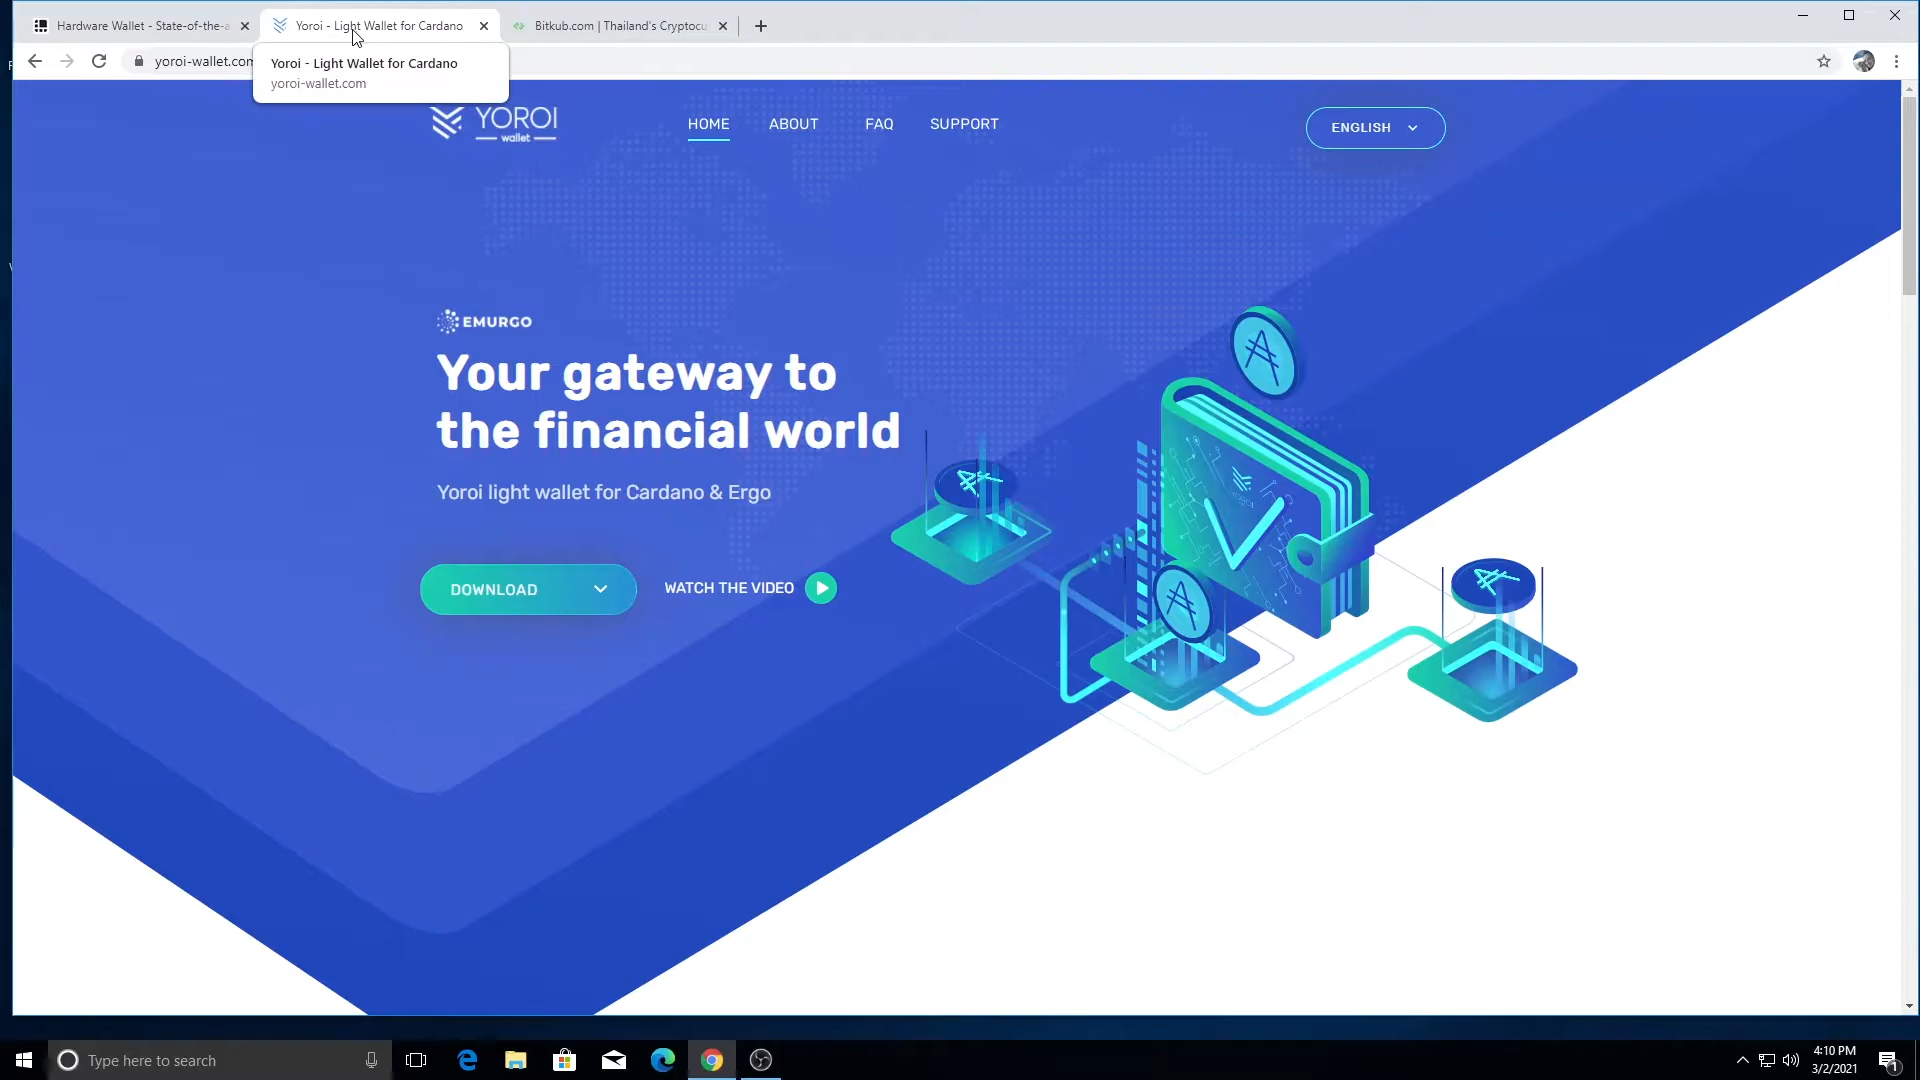 Hardware Wallet - State-of-the-a
Yoroi - Light Wallet for Cardano
Bitkub.com | Thailand's Cryptocu
yoroi-wallet.com
Yoroi - Light Wallet for Cardano
yoroi-wallet.com
YOROI
wallet
HOME
ABOUT
FAQ
SUPPORT
ENGLISH
EMURGO
Your gateway to
the financial world
Yoroi light wallet for Cardano & Ergo
DOWNLOAD
WATCH THE VIDEO
Type here to search
4:10 PM
3/2/2021
1